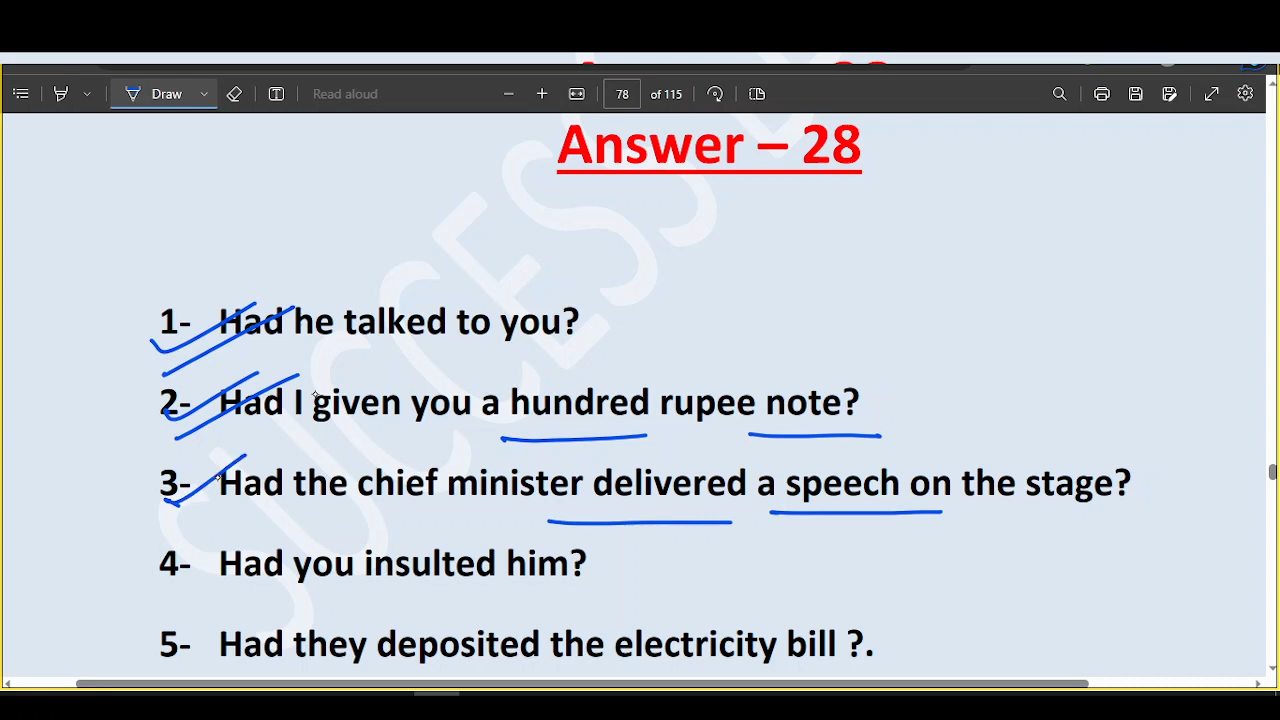 Draw
Read aloud
78 of 115
Answer – 28
1- Had he talked to you?
2- Had I given you a hundred rupee note?
3- Had the chief minister delivered a speech on the stage?
4- Had you insulted him?
5- Had they deposited the electricity bill ?.
SUCCESS